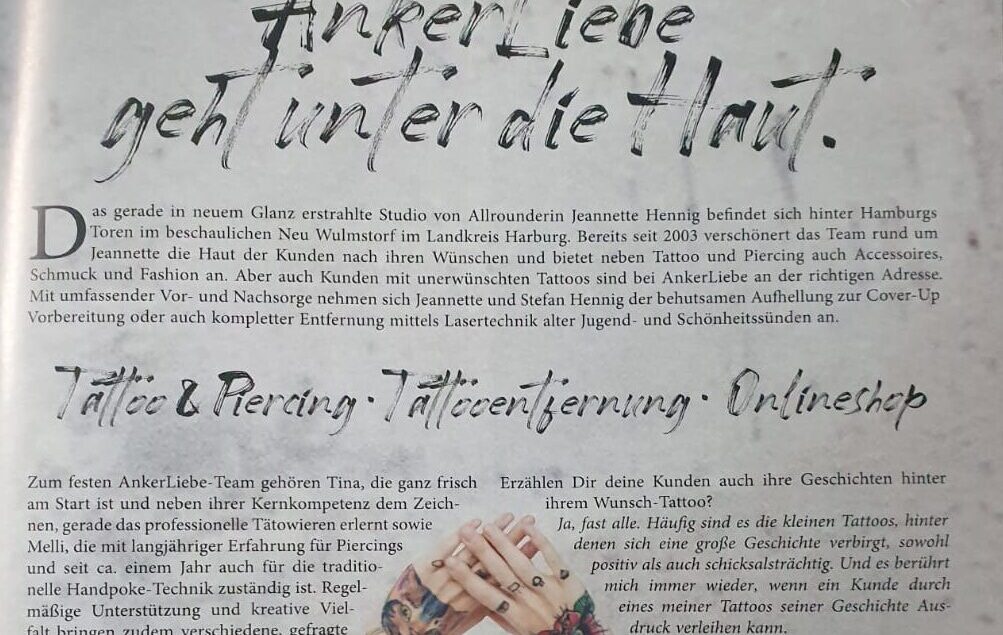 AnkerLiebe
geht unter die Haut.
Das gerade in neuem Glanz erstrahlte Studio von Allrounderin Jeannette Hennig befindet sich hinter Hamburgs
Toren im beschaulichen Neu Wulmstorf im Landkreis Harburg. Bereits seit 2003 verschönert das Team rund um
Jeannette die Haut der Kunden nach ihren Wünschen und bietet neben Tattoo und Piercing auch Accessoires,
Schmuck und Fashion an. Aber auch Kunden mit unerwünschten Tattoos sind bei AnkerLiebe an der richtigen Adresse.
Mit umfassender Vor- und Nachsorge nehmen sich Jeannette und Stefan Hennig der behutsamen Aufhellung zur Cover-Up
Vorbereitung oder auch kompletter Entfernung mittels Lasertechnik alter Jugend- und Schönheitssünden an.
Tattoo & Piercing · Tattooentfernung · Onlineshop
Zum festen AnkerLiebe-Team gehören Tina, die ganz frisch
am Start ist und neben ihrer Kernkompetenz dem Zeich-
nen, gerade das professionelle Tätowieren erlernt sowie
Melli, die mit langjähriger Erfahrung für Piercings
und seit ca. einem Jahr auch für die traditio-
nelle Handpoke-Technik zuständig ist. Regel-
mäßige Unterstützung und kreative Viel-
falt bringen zudem verschiedene, gefragte
Erzählen Dir deine Kunden auch ihre Geschichten hinter
ihrem Wunsch-Tattoo?
Ja, fast alle. Häufig sind es die kleinen Tattoos, hinter
denen sich eine große Geschichte verbirgt, sowohl
positiv als auch schicksalsträchtig. Und es berührt
mich immer wieder, wenn ein Kunde durch
eines meiner Tattoos seiner Geschichte Aus-
druck verleihen kann.